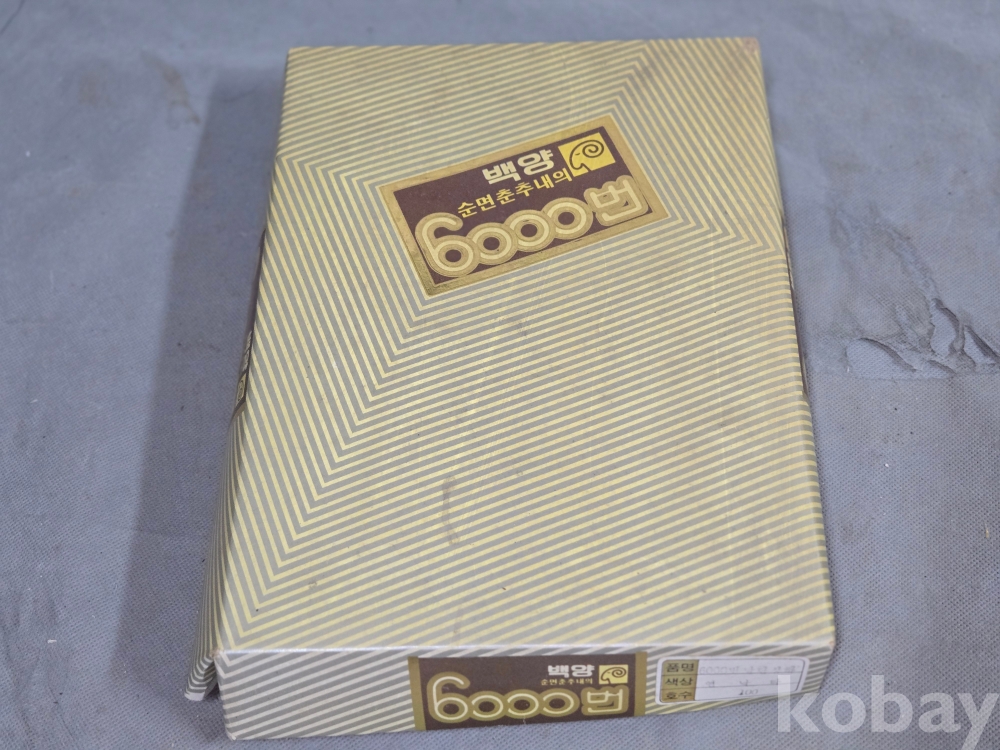 백양
순면춘추내의
6000번
백양
순면춘추내의
6000번
품명
색상
호수
kobay